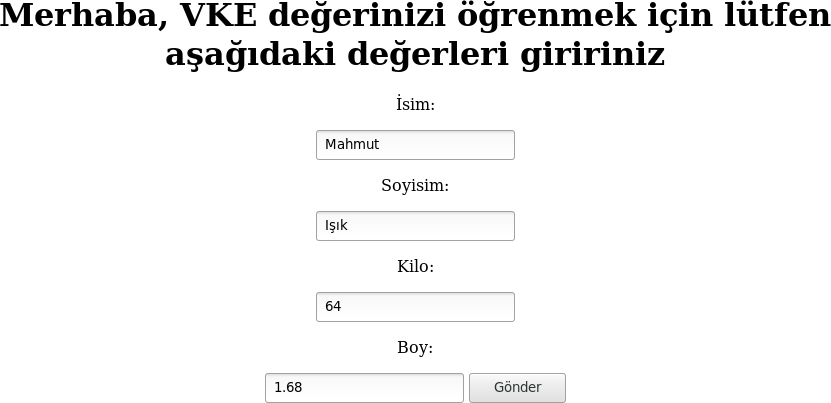 Merhaba, VKE değerinizi öğrenmek için lütfen
aşağıdaki değerleri giririniz
İsim:
Mahmut
Soyisim:
Işık
Kilo:
64
Boy:
1.68 Gönder